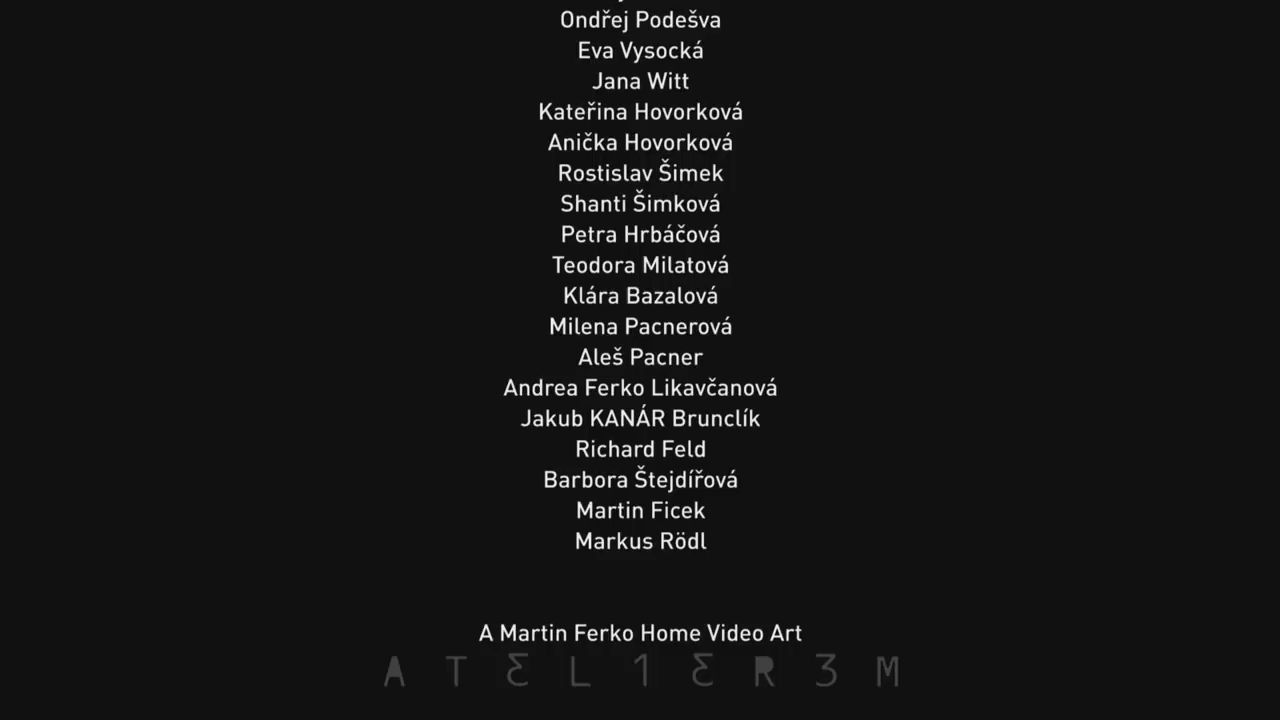 Ondřej Podešva
Eva Vysocká
Jana Witt
Kateřina Hovorková
Anička Hovorková
Rostislav Šimek
Shanti Šimková
Petra Hrbáčová
Teodora Milatová
Klára Bazalová
Milena Pacnerová
Aleš Pacner
Andrea Ferko Likavčanová
Jakub KANÁR Brunclík
Richard Feld
Barbora Štejdířová
Martin Ficek
Markus Rödl
A Martin Ferko Home Video Art
A T Ɛ L 1 Ɛ R 3 M